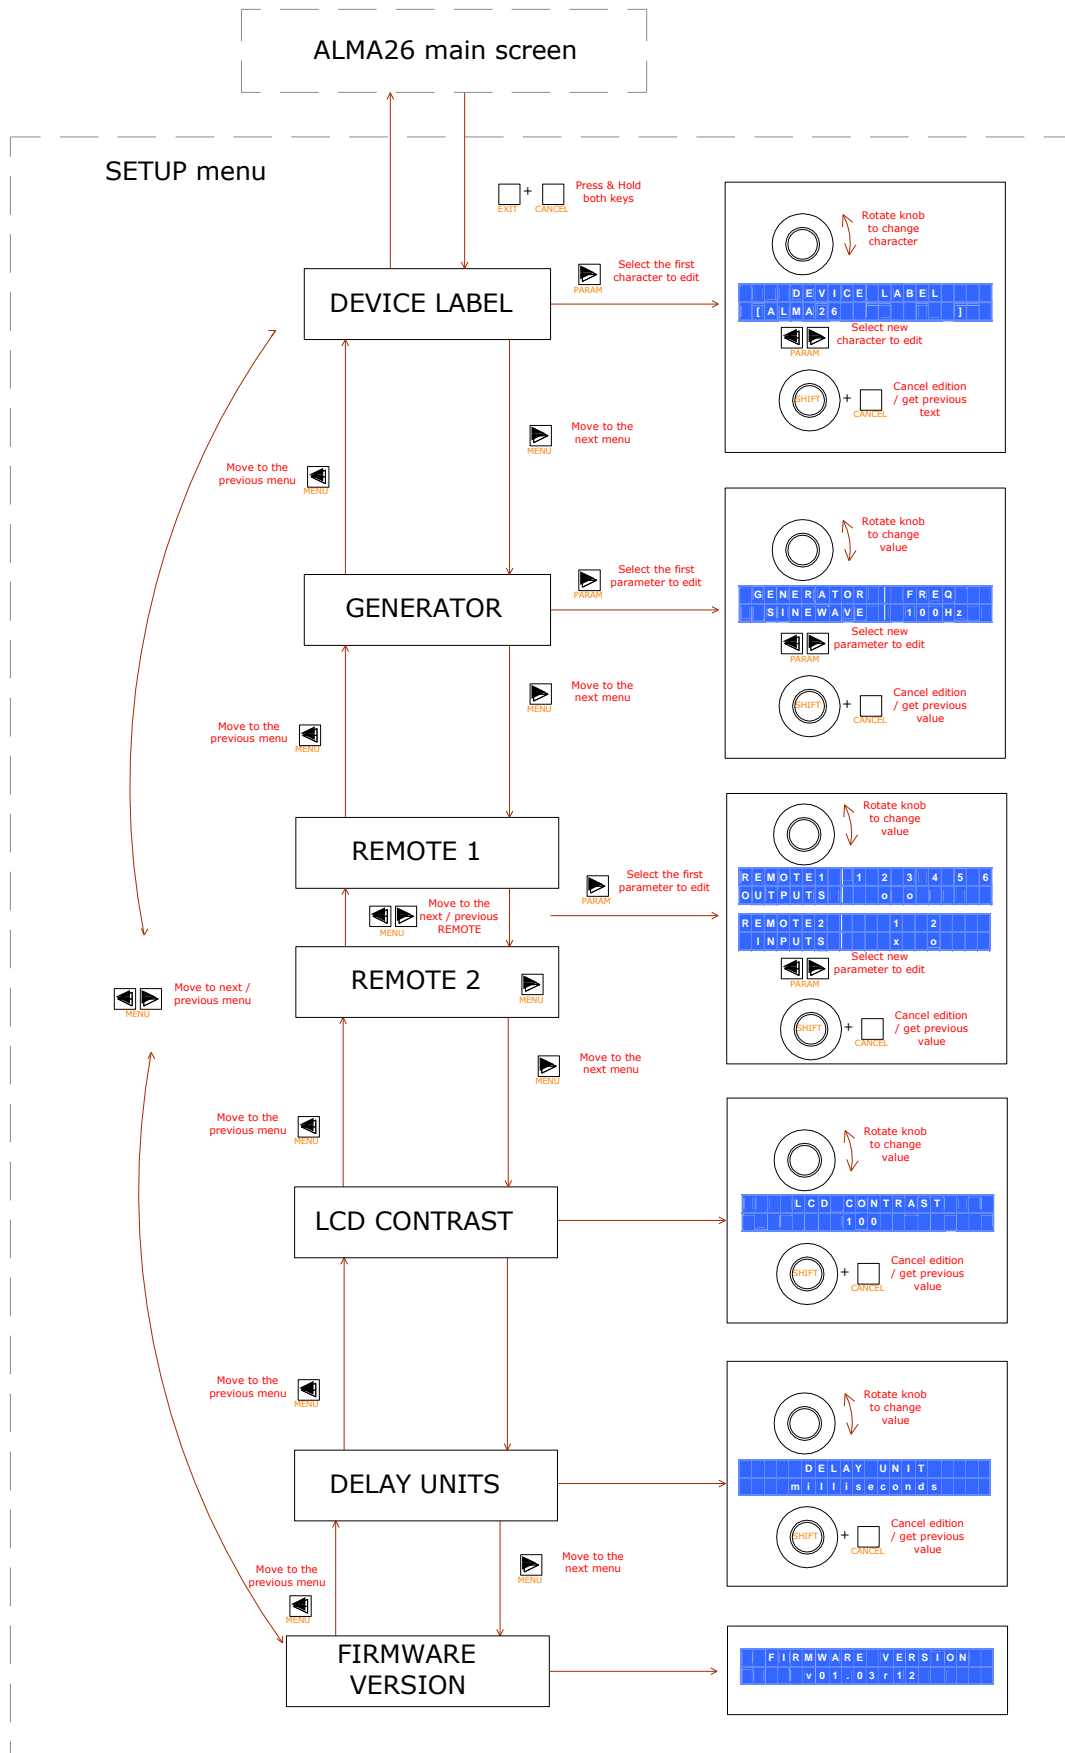 ALMA26 main screen
SETUP menu
EXIT
+
CANCEL
Press & Hold
both keys
DEVICE LABEL
PARAM
Select the first
character to edit
Rotate knob
to change
character
DEVICE LABEL
[ALMA26 ]
PARAM
Select new
character to edit
SHIFT
+
CANCEL
Cancel edition
/ get previous
text
MENU
Move to the
next menu
Move to the
previous menu
MENU
GENERATOR
PARAM
Select the first
parameter to edit
Rotate knob
to change
value
GENERATOR | FREQ
SINEWAVE | 100Hz
PARAM
Select new
parameter to edit
SHIFT
+
CANCEL
Cancel edition
/ get previous
value
MENU
Move to the
next menu
Move to the
previous menu
MENU
REMOTE 1
MENU
Move to the
next / previous
REMOTE
REMOTE 2
MENU
PARAM
Select the first
parameter to edit
Rotate knob
to change
value
REMOTE1 | 1 2 3 4 5 6
OUTPUTS | o o
REMOTE2 | 1 2
INPUTS | x o
PARAM
Select new
parameter to edit
SHIFT
+
CANCEL
Cancel edition
/ get previous
value
MENU
Move to next /
previous menu
MENU
Move to the
next menu
Move to the
previous menu
MENU
LCD CONTRAST
Rotate knob
to change
value
LCD CONTRAST
100
SHIFT
+
CANCEL
Cancel edition
/ get previous
value
Move to the
previous menu
MENU
DELAY UNITS
Rotate knob
to change
value
DELAY UNIT
milliseconds
SHIFT
+
CANCEL
Cancel edition
/ get previous
value
MENU
Move to the
next menu
Move to the
previous menu
MENU
FIRMWARE
VERSION
FIRMWARE VERSION
v01.03r12